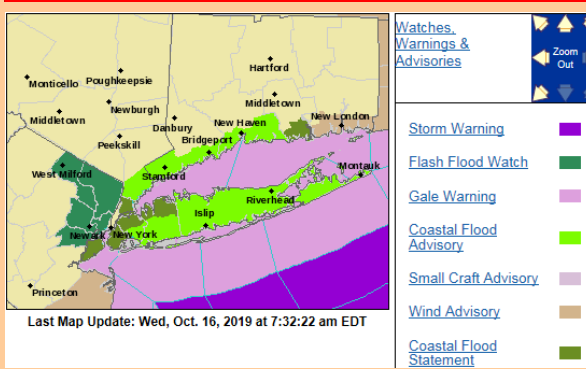 Hartford
Monticello
Poughkeepsie
Middletown
Newburgh
Middletown
New London
Danbury
New Haven
Bridgeport
Peekskill
West Milford
Stamford
Montauk
Riverhead
Islip
Newark
New York
Princeton
Last Map Update: Wed, Oct. 16, 2019 at 7:32:22 am EDT
Watches,
Warnings &
Advisories
Zoom
Out
Storm Warning
Flash Flood Watch
Gale Warning
Coastal Flood
Advisory
Small Craft Advisory
Wind Advisory
Coastal Flood
Statement